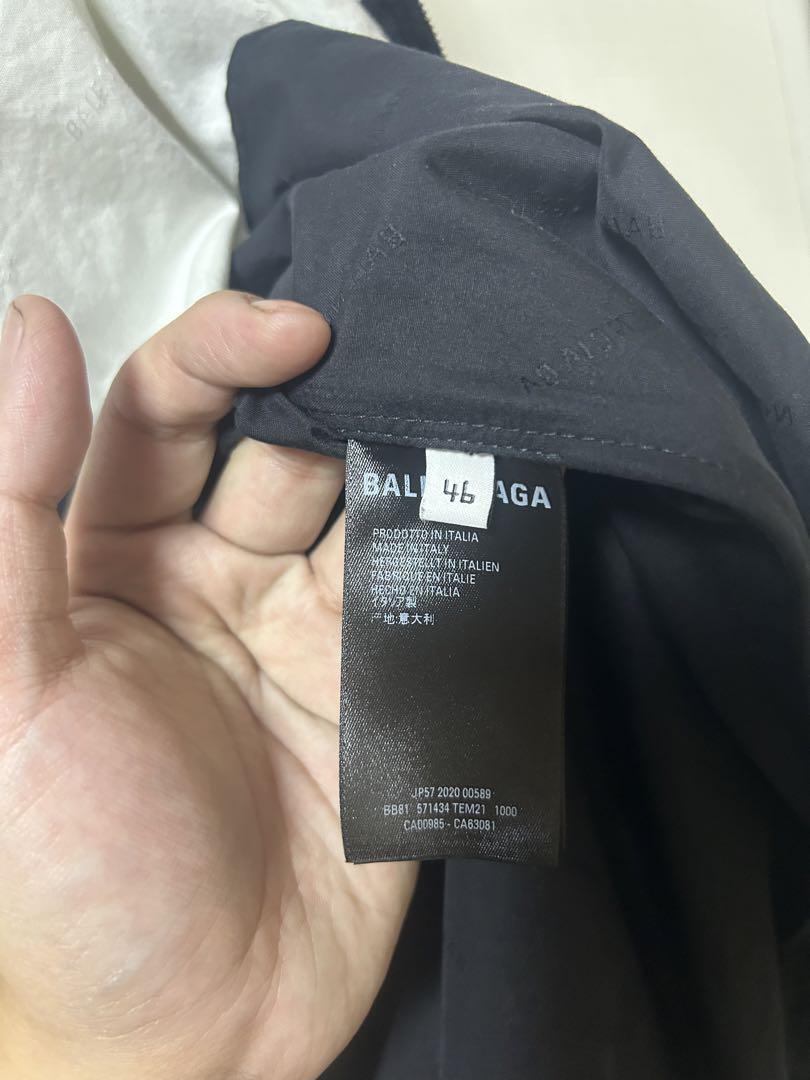 BALE
BAL
46
AGA
PRODOTTO IN ITALIA
MADE IN ITALY
HERGESTELLT IN ITALIEN
FABRIQUE EN ITALIE
HECHO EN ITALIA
イタリア製
产地:意大利
JP57 2020 00589
BB81 571434 TEM21 1000
CA00985 - CA63081